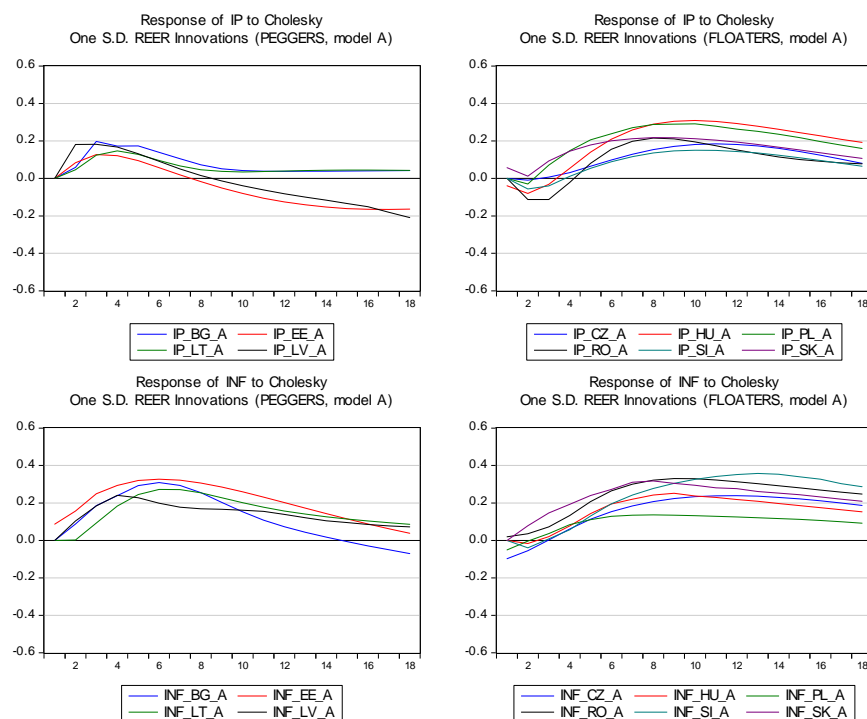 Response of IP to Cholesky
One S.D. REER Innovations (PEGGERS, model A)
0.6
0.4
0.2
0.0
-0.2
-0.4
-0.6
2 4 6 8 10 12 14 16 18
IP_BG_A IP_EE_A
IP_LT_A IP_LV_A
Response of IP to Cholesky
One S.D. REER Innovations (FLOATERS, model A)
0.6
0.4
0.2
0.0
-0.2
-0.4
-0.6
2 4 6 8 10 12 14 16 18
IP_CZ_A IP_HU_A IP_PL_A
IP_RO_A IP_SI_A IP_SK_A
Response of INF to Cholesky
One S.D. REER Innovations (PEGGERS, model A)
0.6
0.4
0.2
0.0
-0.2
-0.4
-0.6
2 4 6 8 10 12 14 16 18
INF_BG_A INF_EE_A
INF_LT_A INF_LV_A
Response of INF to Cholesky
One S.D. REER Innovations (FLOATERS, model A)
0.6
0.4
0.2
0.0
-0.2
-0.4
-0.6
2 4 6 8 10 12 14 16 18
INF_CZ_A INF_HU_A INF_PL_A
INF_RO_A INF_SI_A INF_SK_A